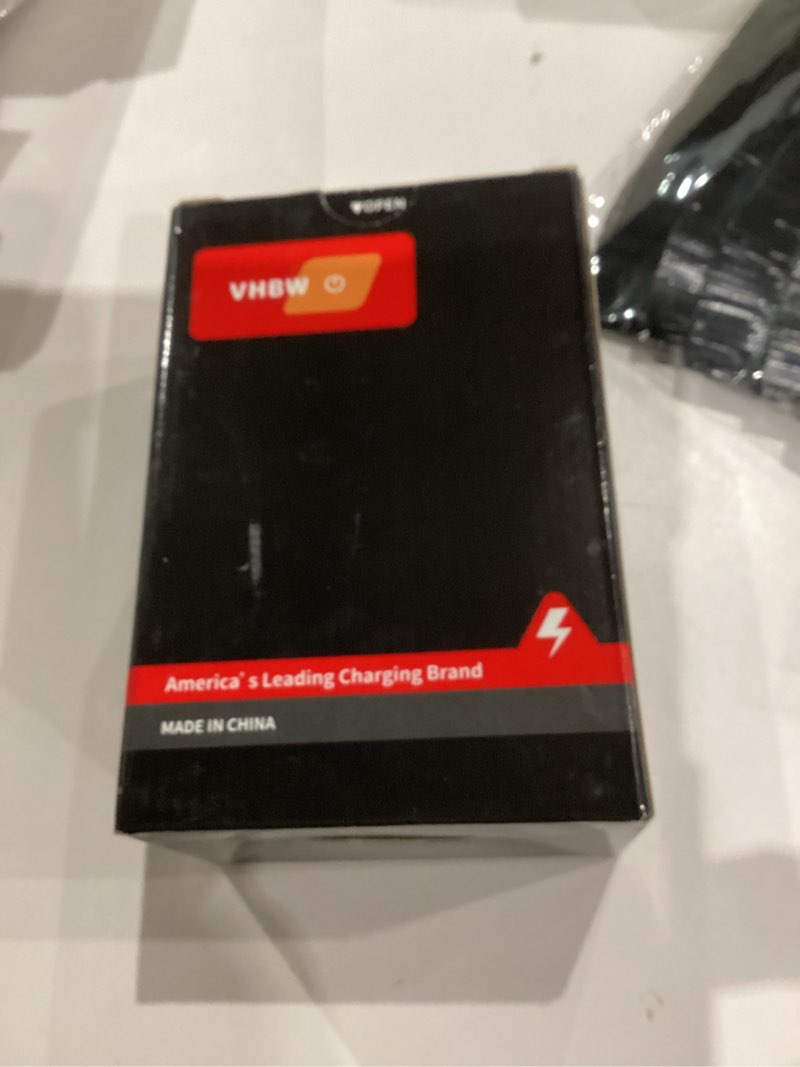 ▼OPEN
VHBW
America's Leading Charging Brand
MADE IN CHINA